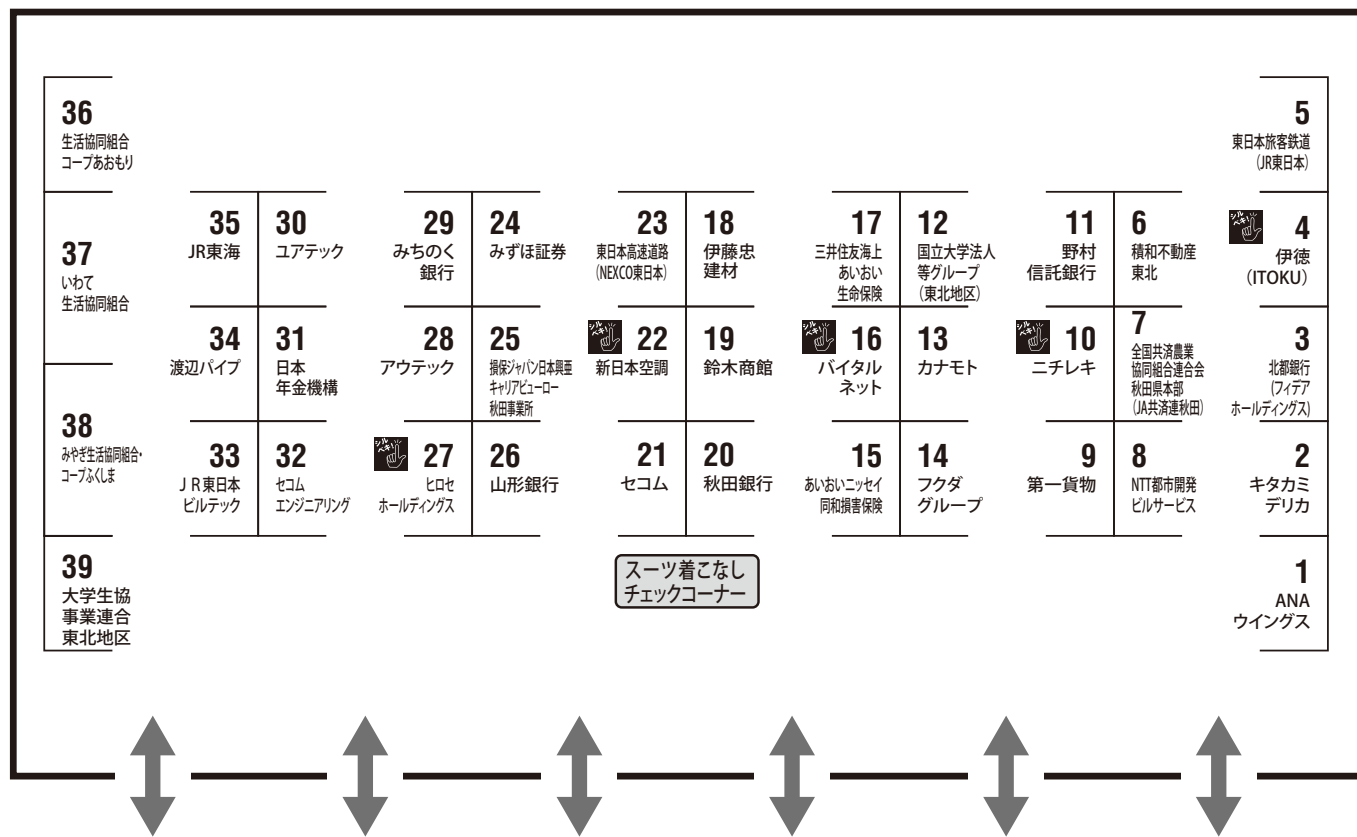 36
生活協同組合
コープあおもり
37
いわて
生活協同組合
38
みやぎ生活協同組合・
コープふくしま
39
大学生協
事業連合
東北地区
35
JR東海
34
渡辺パイプ
33
JR東日本
ビルテック
30
ユアテック
31
日本
年金機構
32
セコム
エンジニアリング
29
みちのく
銀行
28
アウテック
シルベキ!
27
ヒロセ
ホールディングス
24
みずほ証券
25
損保ジャパン日本興亜
キャリアビューロー
秋田事業所
26
山形銀行
23
東日本高速道路
(NEXCO東日本)
シルベキ!
22
新日本空調
21
セコム
18
伊藤忠
建材
19
鈴木商館
20
秋田銀行
スーツ着こなし
チェックコーナー
17
三井住友海上
あいおい
生命保険
シルベキ!
16
バイタル
ネット
15
あいおいニッセイ
同和損害保険
12
国立大学法人
等グループ
(東北地区)
13
カナモト
14
フクダ
グループ
11
野村
信託銀行
シルベキ!
10
ニチレキ
9
第一貨物
6
積和不動産
東北
7
全国共済農業
協同組合連合会
秋田県本部
(JA共済連秋田)
8
NTT都市開発
ビルサービス
5
東日本旅客鉄道
(JR東日本)
シルベキ!
4
伊徳
(ITOKU)
3
北都銀行
(フィデア
ホールディングス)
2
キタカミ
デリカ
1
ANA
ウイングス